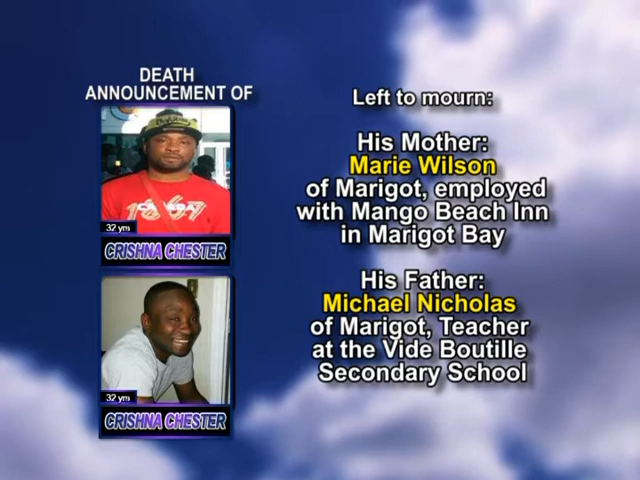 DEATH
ANNOUNCEMENT OF
32 yrs
CRISHNA CHESTER
32 yrs
CRISHNA CHESTER
Left to mourn:
His Mother:
Marie Wilson
of Marigot, employed
with Mango Beach Inn
in Marigot Bay
His Father:
Michael Nicholas
of Marigot, Teacher
at the Vide Boutille
Secondary School